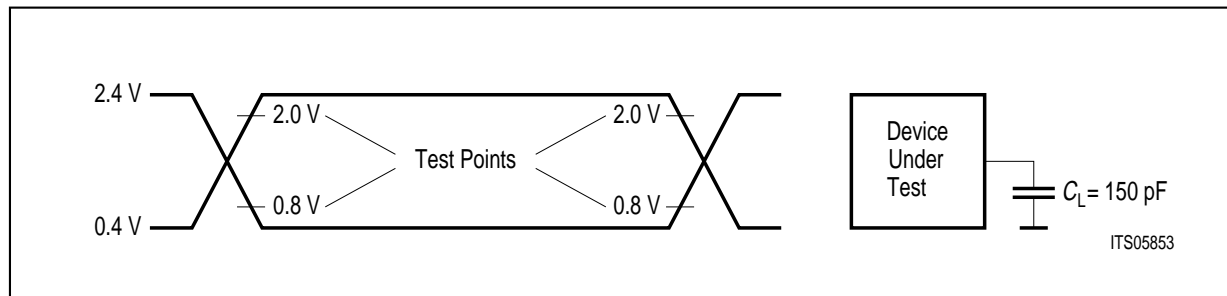 2.4 V
2.0 V
2.0 V
Test Points
0.8 V
0.8 V
0.4 V
Device
Under
Test
C_L = 150 pF
ITS05853